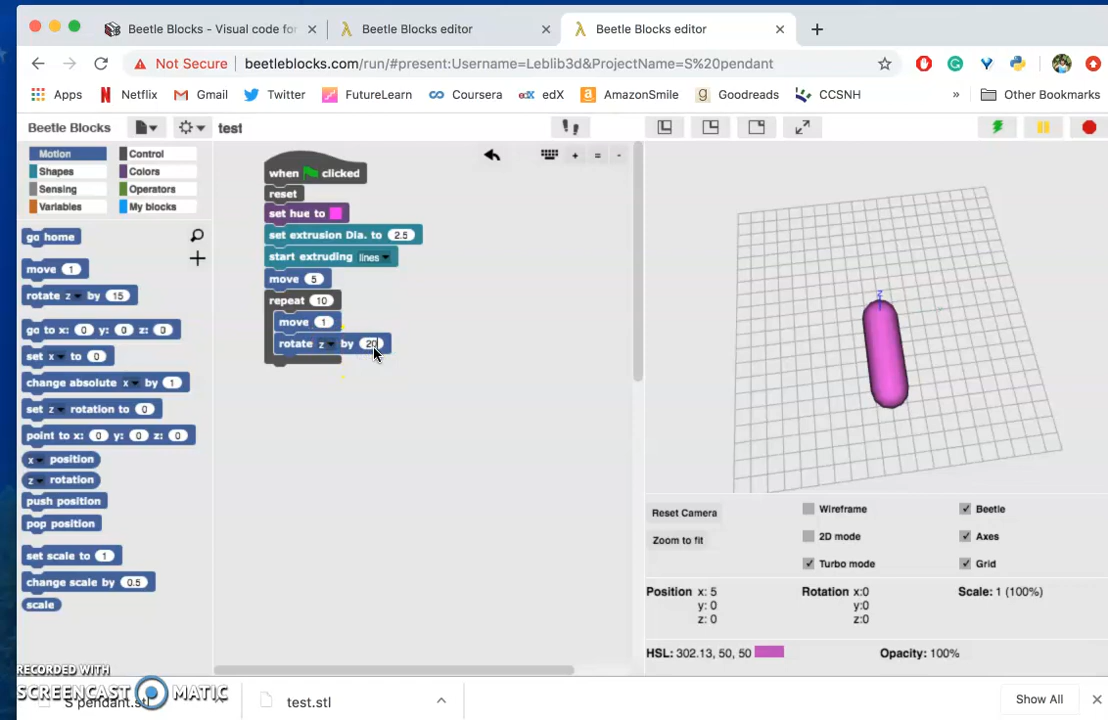 Beetle Blocks - Visual code for
Beetle Blocks editor
Beetle Blocks editor
Not Secure beetleblocks.com/run/#present:Username=Leblib3d&ProjectName=S%20pendant
Apps Netflix Gmail Twitter FutureLearn Coursera edX AmazonSmile Goodreads CCSNH » Other Bookmarks
Beetle Blocks test
Motion Control
Shapes Colors
Sensing Operators
Variables My blocks
go home
move 1
rotate z by 15
go to x: 0 y: 0 z: 0
set x to 0
change absolute x by 1
set z rotation to 0
point to x: 0 y: 0 z: 0
x position
z rotation
push position
pop position
set scale to 1
change scale by 0.5
scale
when clicked
reset
set hue to
set extrusion Dia. to 2.5
start extruding lines
move 5
repeat 10
move 1
rotate z by 20
+ = -
z
Reset Camera
Zoom to fit
Wireframe
2D mode
Turbo mode
Beetle
Axes
Grid
Position x: 5
y: 0
z: 0
Rotation x:0
y:0
z:0
Scale: 1 (100%)
HSL: 302.13, 50, 50
Opacity: 100%
RECORDED WITH
SCREENCAST MATIC
S pendant.stl
test.stl
Show All